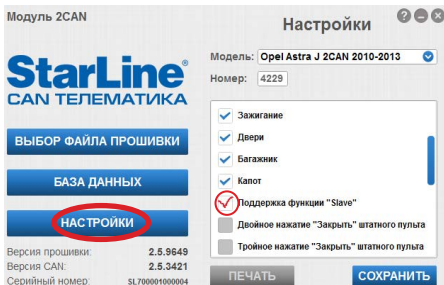 Модуль 2CAN
StarLine®
CAN ТЕЛЕМАТИКА
ВЫБОР ФАЙЛА ПРОШИВКИ
БАЗА ДАННЫХ
НАСТРОЙКИ
Версия прошивки: 2.5.9649
Версия CAN: 2.5.3421
Серийный номер: SL700001000004
Настройки
Модель: Opel Astra J 2CAN 2010-2013
Номер: 4229
Зажигание
Двери
Багажник
Капот
Поддержка функции "Slave"
Двойное нажатие "Закрыть" штатного пульта
Тройное нажатие "Закрыть" штатного пульта
ПЕЧАТЬ
СОХРАНИТЬ